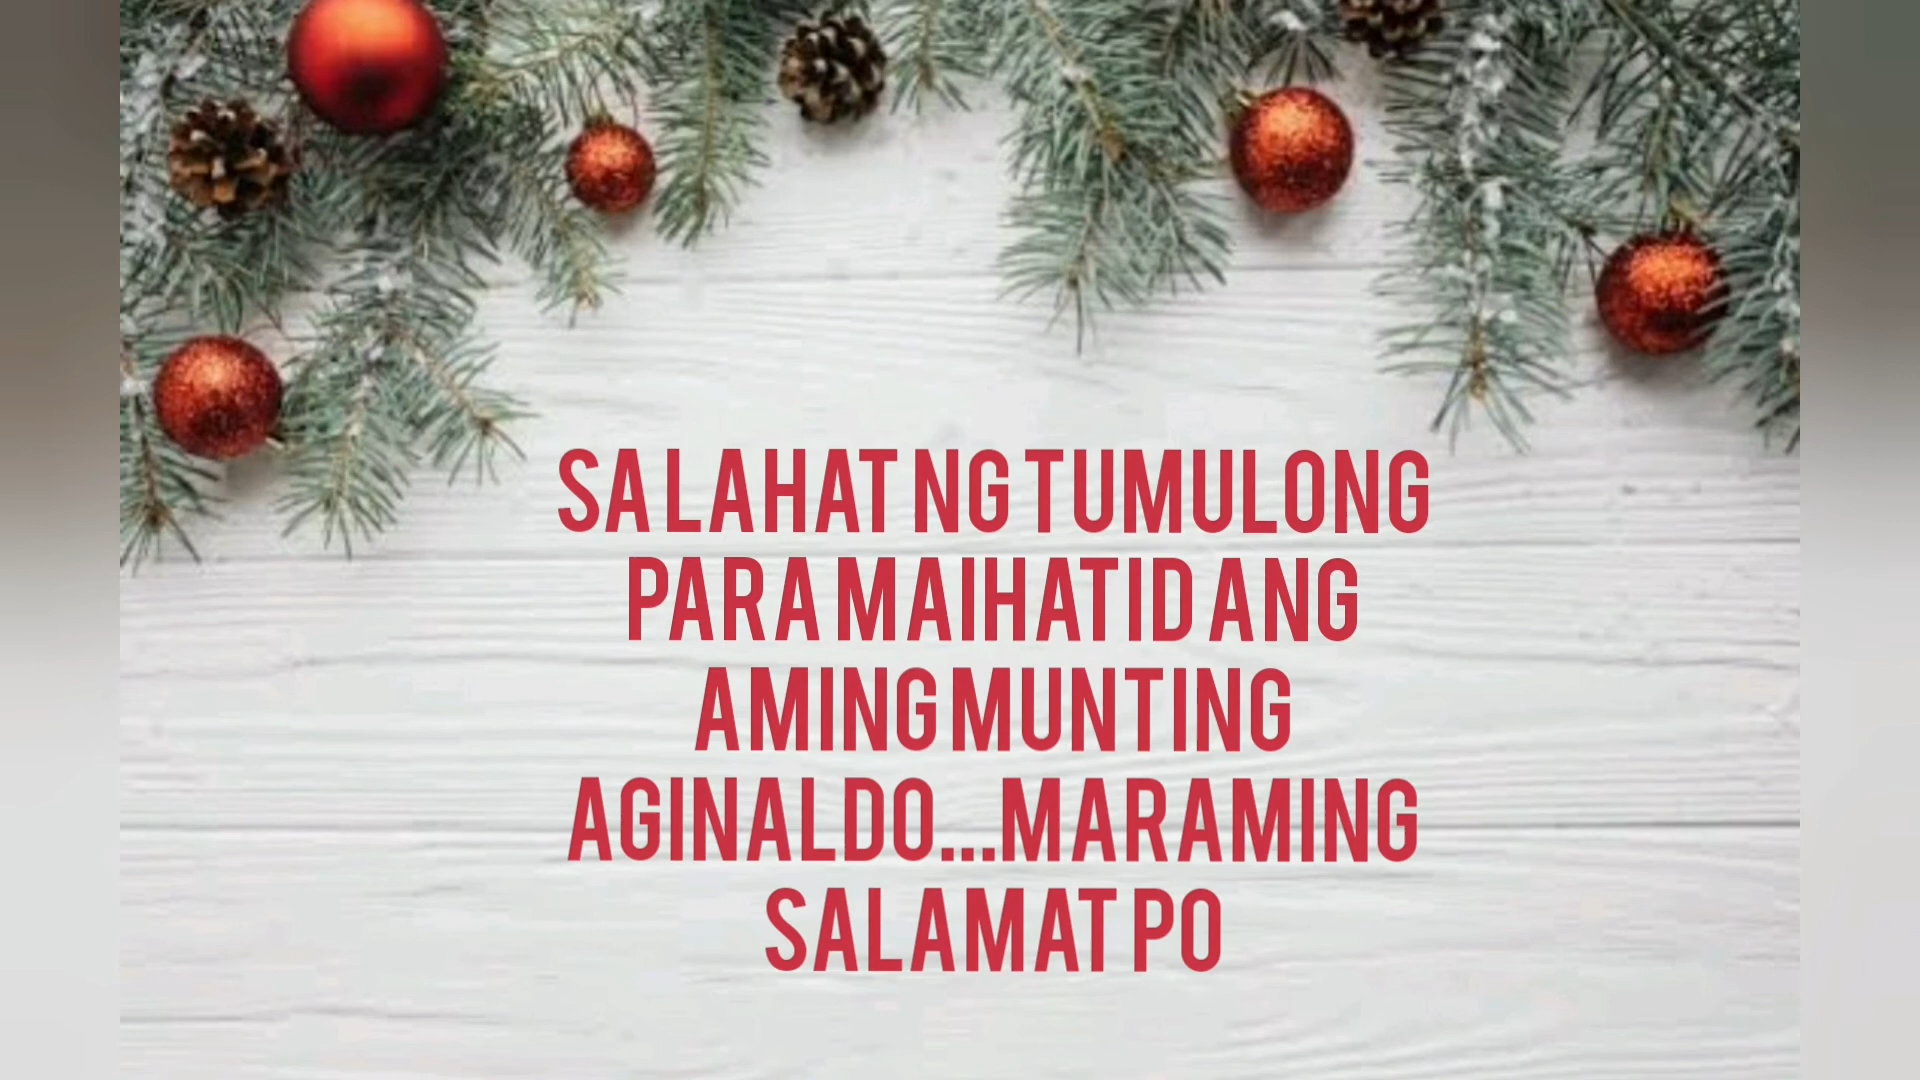 SA LAHAT NG TUMULONG
PARA MAIHATID ANG
AMING MUNTING
AGINALDO...MARAMING
SALAMAT PO